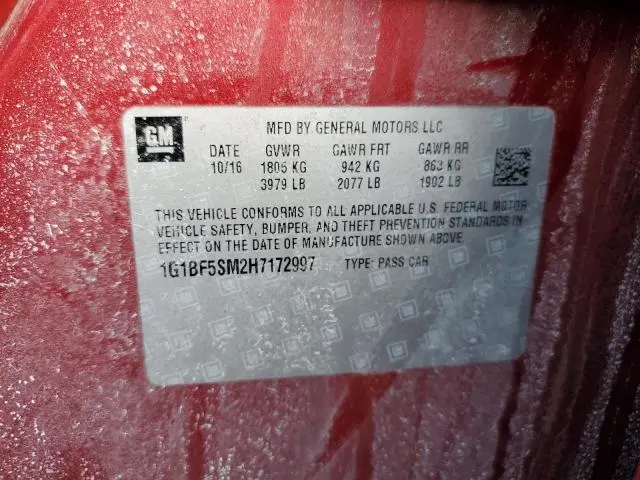 GM
MFD BY GENERAL MOTORS LLC
DATE GVWR GAWR FRT GAWR RR
10/16 1805 KG 942 KG 863 KG
3979 LB 2077 LB 1902 LB
THIS VEHICLE CONFORMS TO ALL APPLICABLE U.S. FEDERAL MOTOR
VEHICLE SAFETY, BUMPER, AND THEFT PREVENTION STANDARDS IN
EFFECT ON THE DATE OF MANUFACTURE SHOWN ABOVE.
1G1BF5SM2H7172997 TYPE: PASS CAR